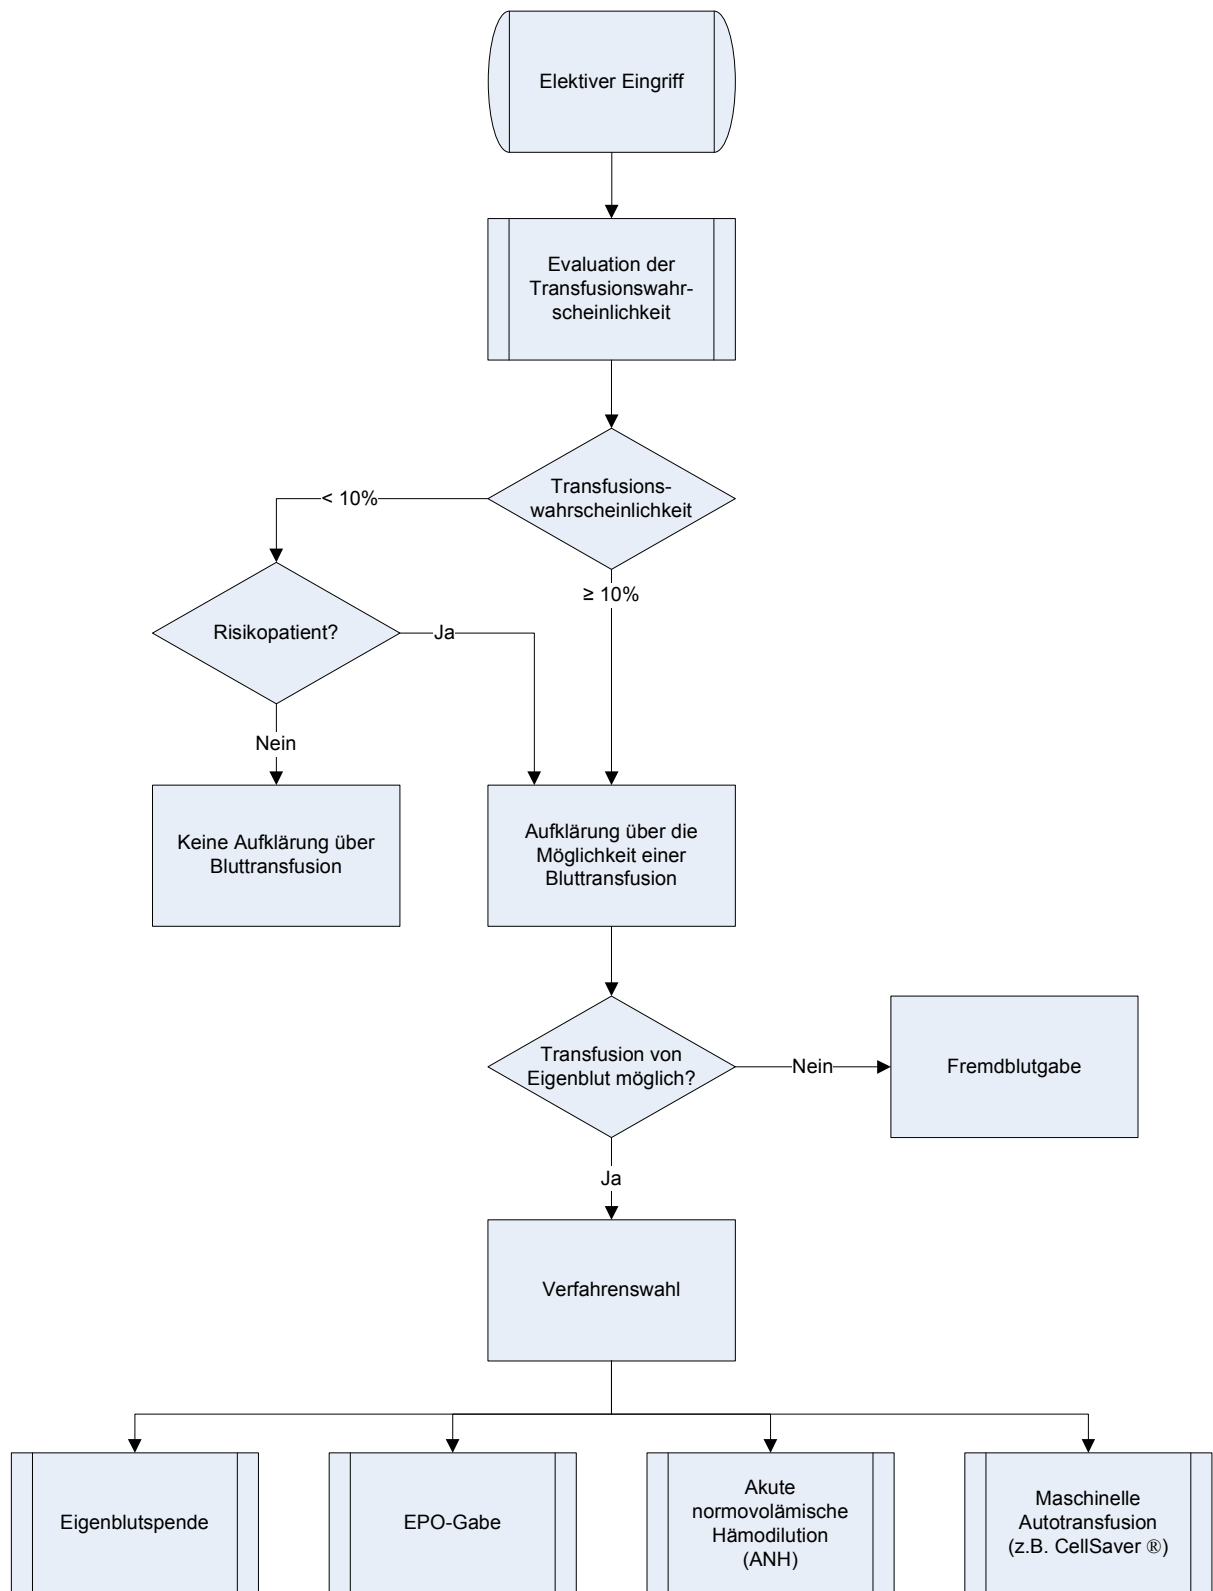 Elektiver Eingriff
Evaluation der
Transfusionswahr-
scheinlichkeit
Transfusions-
wahrscheinlichkeit
< 10%
≥ 10%
Risikopatient?
Ja
Nein
Keine Aufklärung über
Bluttransfusion
Aufklärung über die
Möglichkeit einer
Bluttransfusion
Transfusion von
Eigenblut möglich?
Nein
Fremdblutgabe
Ja
Verfahrenswahl
Eigenblutspende
EPO-Gabe
Akute
normovolämische
Hämodilution
(ANH)
Maschinelle
Autotransfusion
(z.B. CellSaver ®)